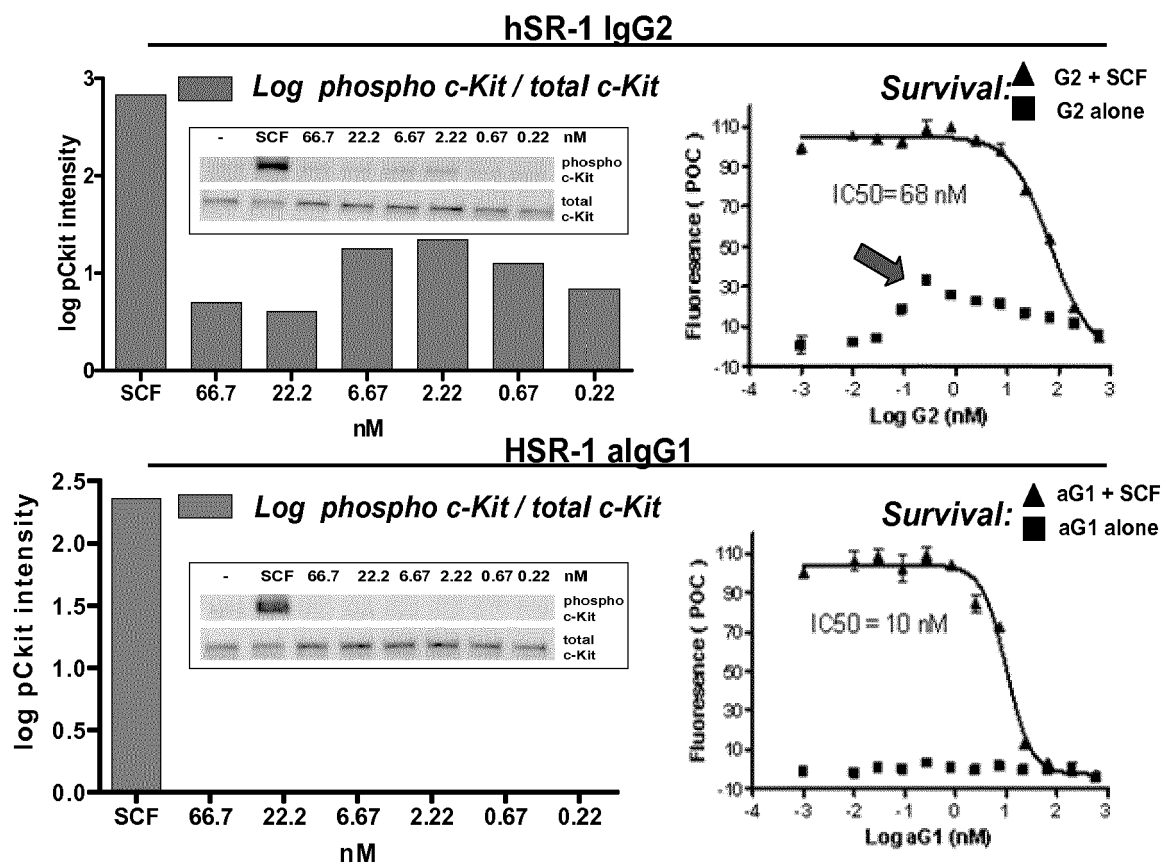 hSR-1 IgG2
Log phospho c-Kit / total c-Kit
log pCkit intensity
3
2
1
0
- SCF 66.7 22.2 6.67 2.22 0.67 0.22 nM
phospho
c-Kit
total
c-Kit
SCF 66.7 22.2 6.67 2.22 0.67 0.22
nM
Survival:
G2 + SCF
G2 alone
Fluoresence ( POC )
110
90
70
50
30
10
-10
IC50= 68 nM
-4 -3 -2 -1 0 1 2 3
Log G2 (nM)
HSR-1 aIgG1
Log phospho c-Kit / total c-Kit
log pCkit intensity
2.5
2.0
1.5
1.0
0.5
0.0
- SCF 66.7 22.2 6.67 2.22 0.67 0.22 nM
phospho
c-Kit
total
c-Kit
SCF 66.7 22.2 6.67 2.22 0.67 0.22
nM
Survival:
aG1 + SCF
aG1 alone
Fluoresence ( POC )
110
90
70
50
30
10
-10
IC50 = 10 nM
-4 -3 -2 -1 0 1 2 3
Log aG1 (nM)